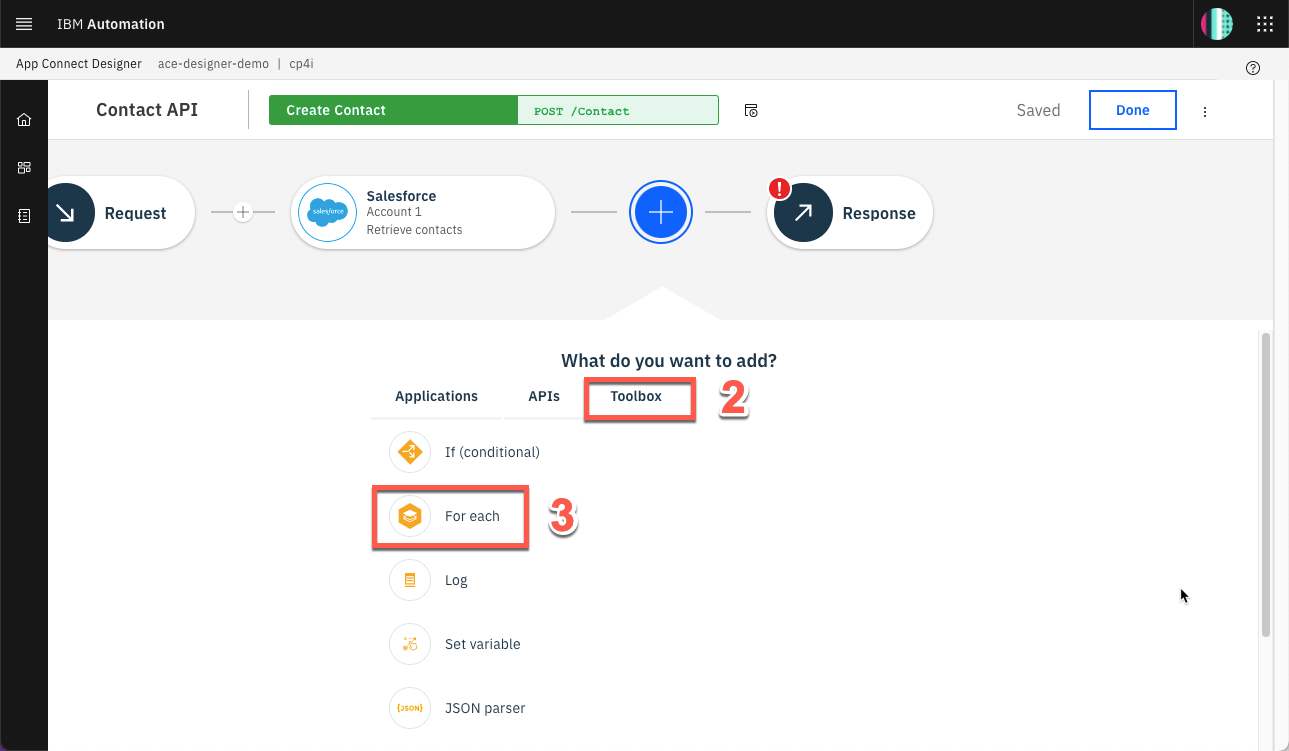 IBM Automation
App Connect Designer ace-designer-demo | cp4i
Contact API
Create Contact
POST /Contact
Saved
Done
Request
salesforce
Salesforce
Account 1
Retrieve contacts
!
Response
What do you want to add?
Applications APIs Toolbox 2
If (conditional)
For each 3
Log
Set variable
{JSON} JSON parser